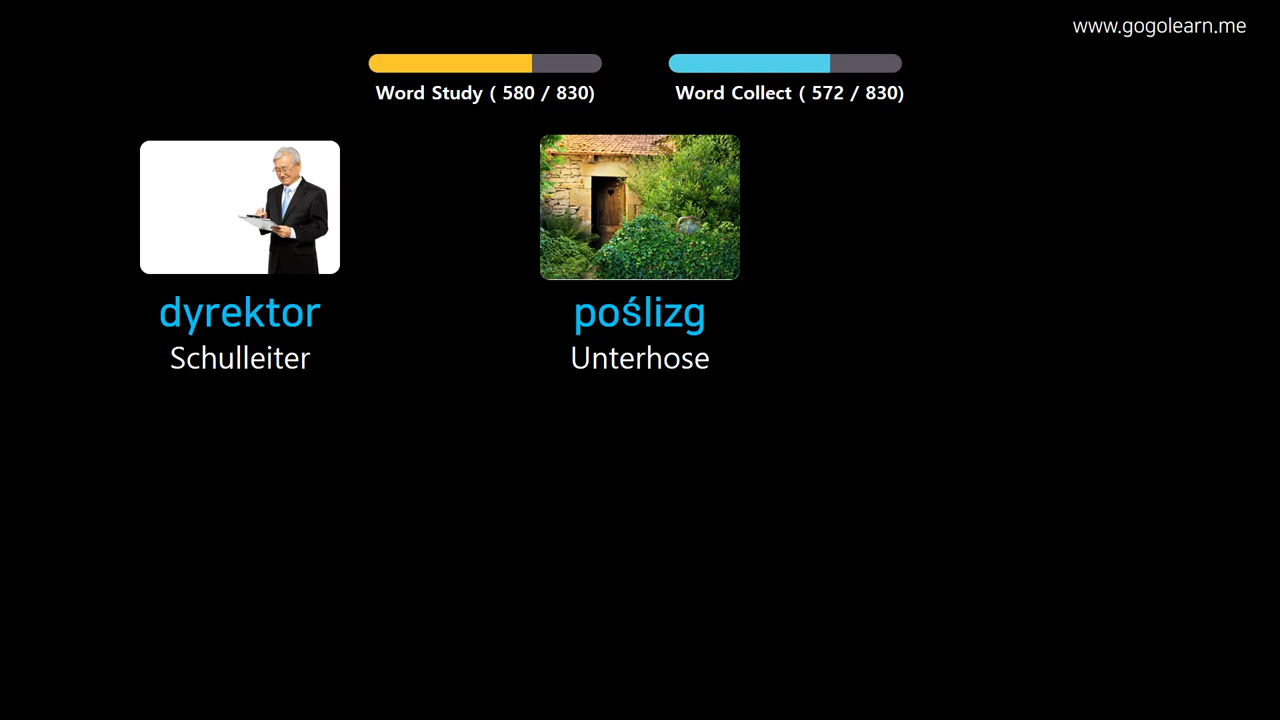 www.gogolearn.me
Word Study ( 580 / 830)
Word Collect ( 572 / 830)
dyrektor
Schulleiter
poślizg
Unterhose